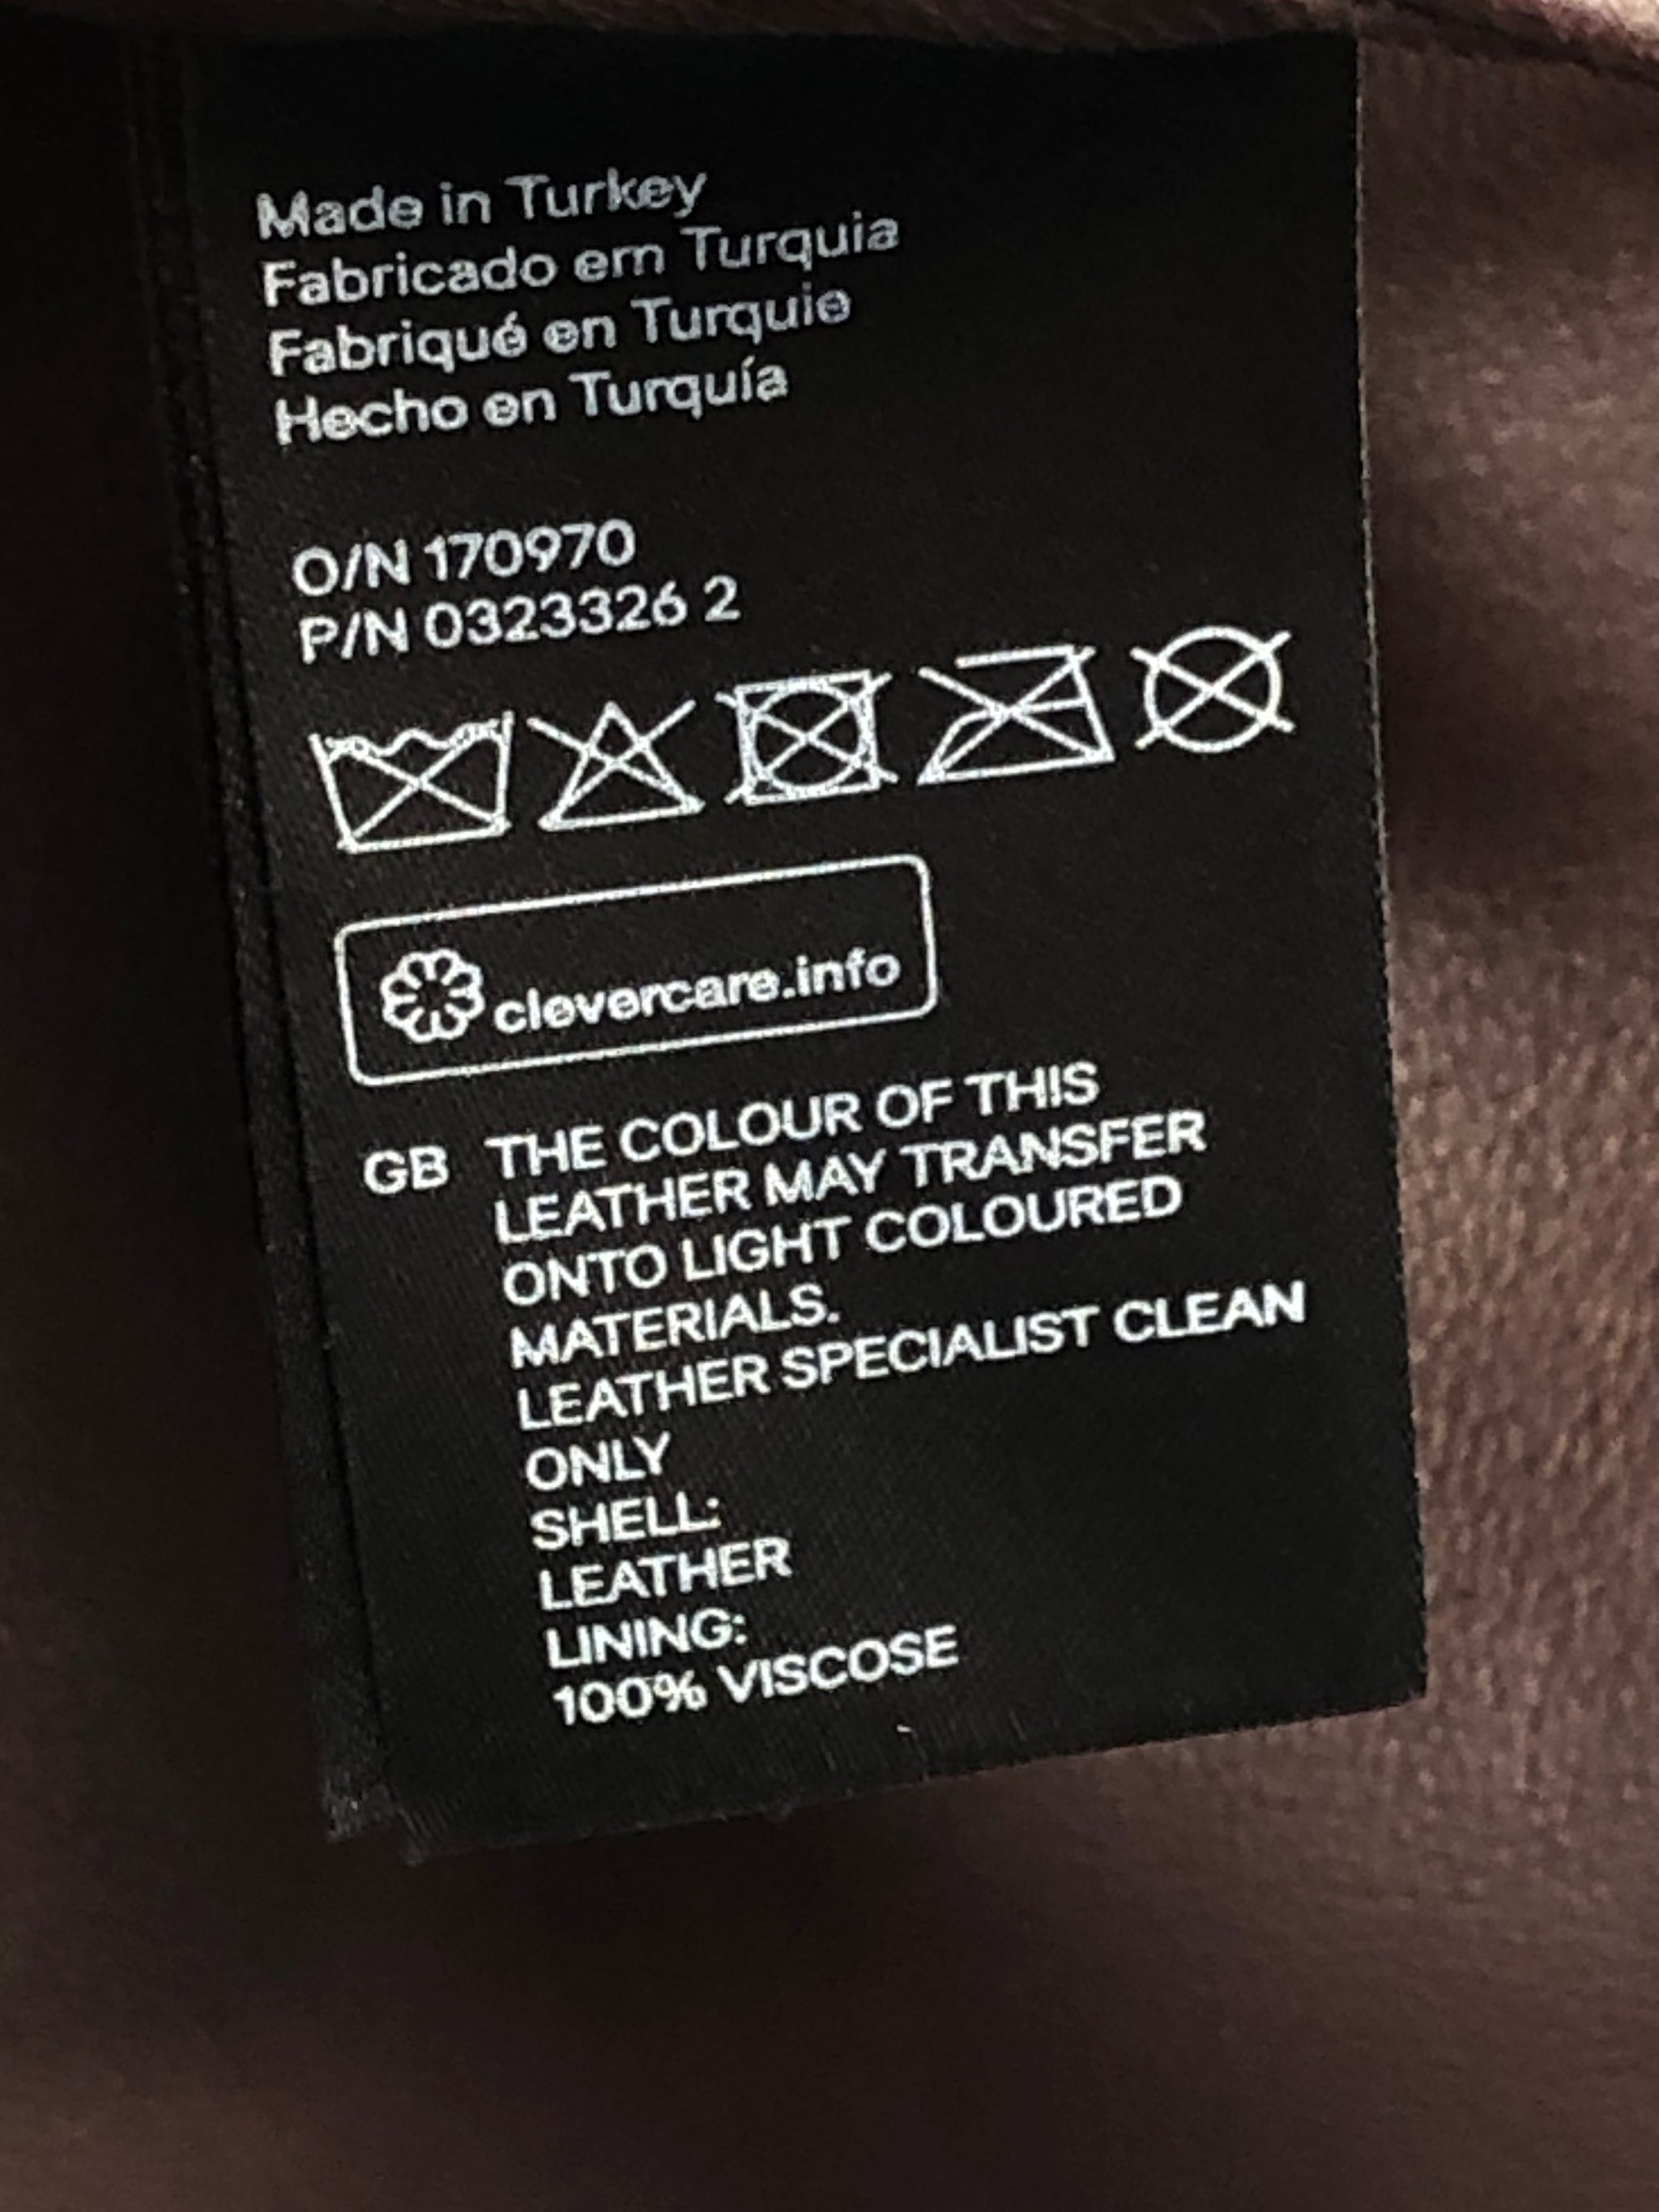 Made in Turkey
Fabricado em Turquia
Fabriqué en Turquie
Hecho en Turquía
O/N 170970
P/N 0323326 2
clevercare.info
GB THE COLOUR OF THIS
LEATHER MAY TRANSFER
ONTO LIGHT COLOURED
MATERIALS.
LEATHER SPECIALIST CLEAN
ONLY
SHELL:
LEATHER
LINING:
100% VISCOSE